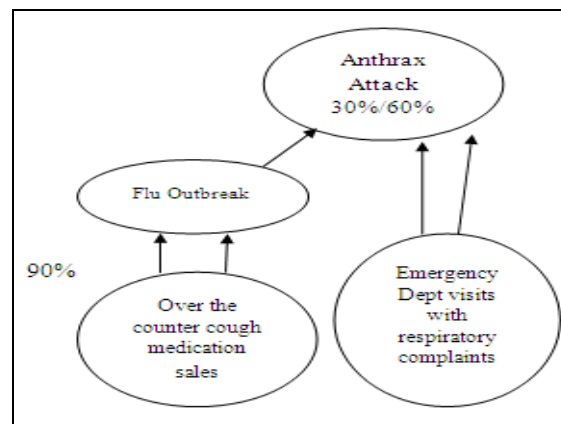 Anthrax
Attack
30%/60%
Flu Outbreak
90%
Over the
counter cough
medication
sales
Emergency
Dept visits
with
respiratory
complaints